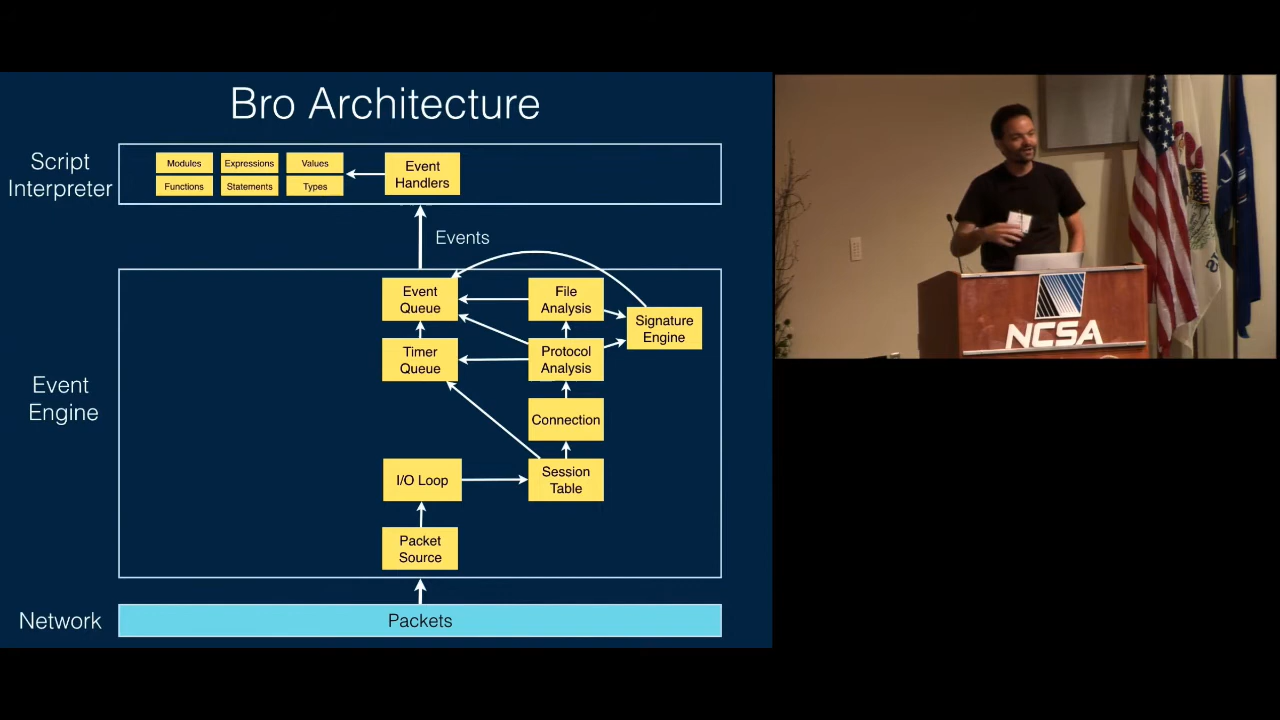 Bro Architecture
Script
Interpreter
Modules
Expressions
Values
Functions
Statements
Types
Event
Handlers
Events
Event
Engine
Event
Queue
File
Analysis
Signature
Engine
Timer
Queue
Protocol
Analysis
Connection
I/O Loop
Session
Table
Packet
Source
Network
Packets
NCSA